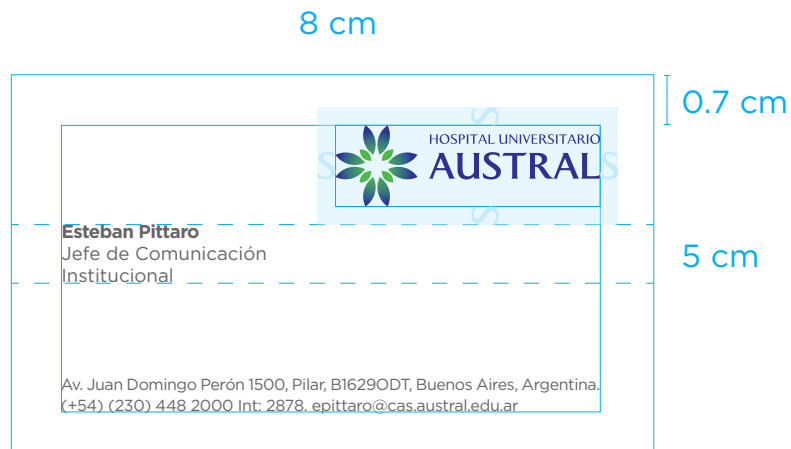 8 cm
0.7 cm
HOSPITAL UNIVERSITARIO
AUSTRAL
S
S
S
S
Esteban Pittaro
Jefe de Comunicación
Institucional
5 cm
Av. Juan Domingo Perón 1500, Pilar, B1629ODT, Buenos Aires, Argentina.
(+54) (230) 448 2000 Int: 2878. epittaro@cas.austral.edu.ar